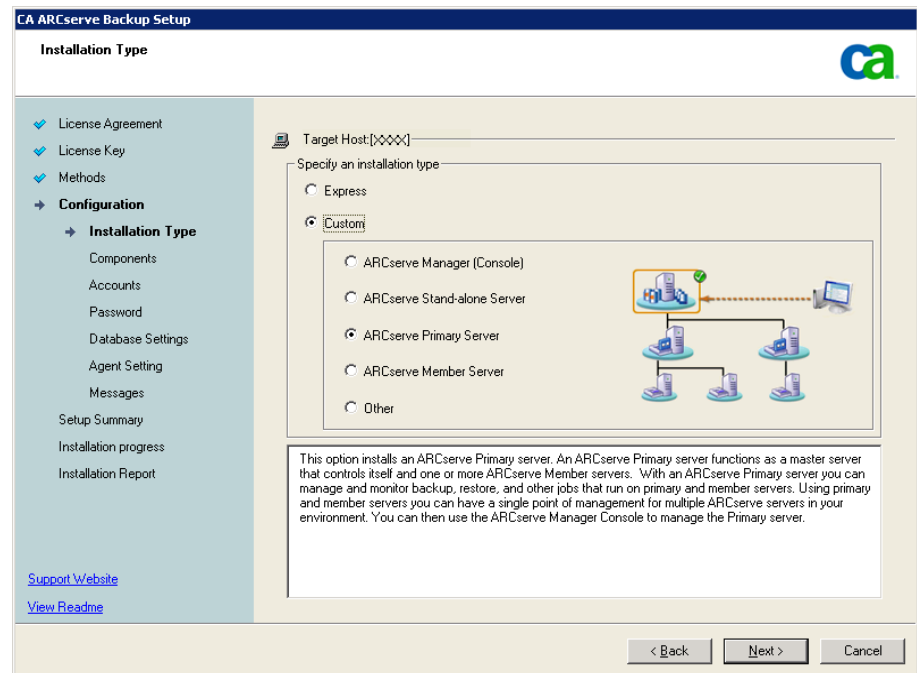 CA ARCserve Backup Setup
Installation Type
ca
License Agreement
License Key
Methods
Configuration
Installation Type
Components
Accounts
Password
Database Settings
Agent Setting
Messages
Setup Summary
Installation progress
Installation Report
Support Website
View Readme
Target Host:[XXXX]
Specify an installation type
Express
Custom
ARCserve Manager (Console)
ARCserve Stand-alone Server
ARCserve Primary Server
ARCserve Member Server
Other
This option installs an ARCserve Primary server. An ARCserve Primary server functions as a master server
that controls itself and one or more ARCserve Member servers.  With an ARCserve Primary server you can
manage and monitor backup, restore, and other jobs that run on primary and member servers. Using primary
and member servers you can have a single point of management for multiple ARCserve servers in your
environment. You can then use the ARCserve Manager Console to manage the Primary server.
< Back
Next >
Cancel